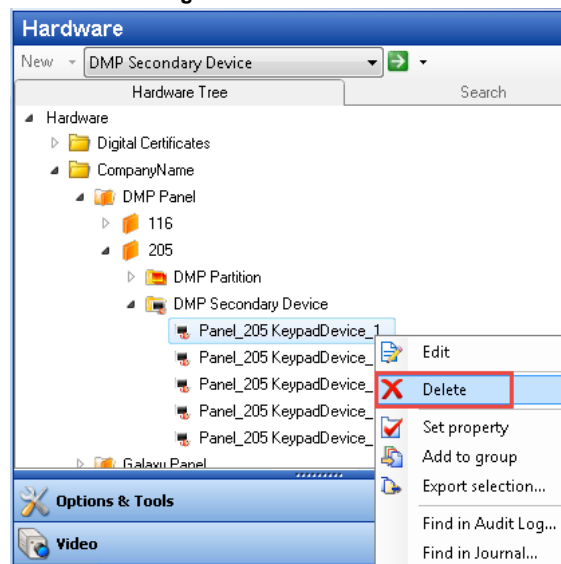 Hardware
New DMP Secondary Device
Hardware Tree Search
Hardware
Digital Certificates
CompanyName
DMP Panel
116
205
DMP Partition
DMP Secondary Device
Panel_205 KeypadDevice_1
Panel_205 KeypadDevice_
Panel_205 KeypadDevice_
Panel_205 KeypadDevice_
Panel_205 KeypadDevice_
Galaxy Panel
Edit
Delete
Set property
Add to group
Export selection...
Find in Audit Log...
Find in Journal...
Options & Tools
Video